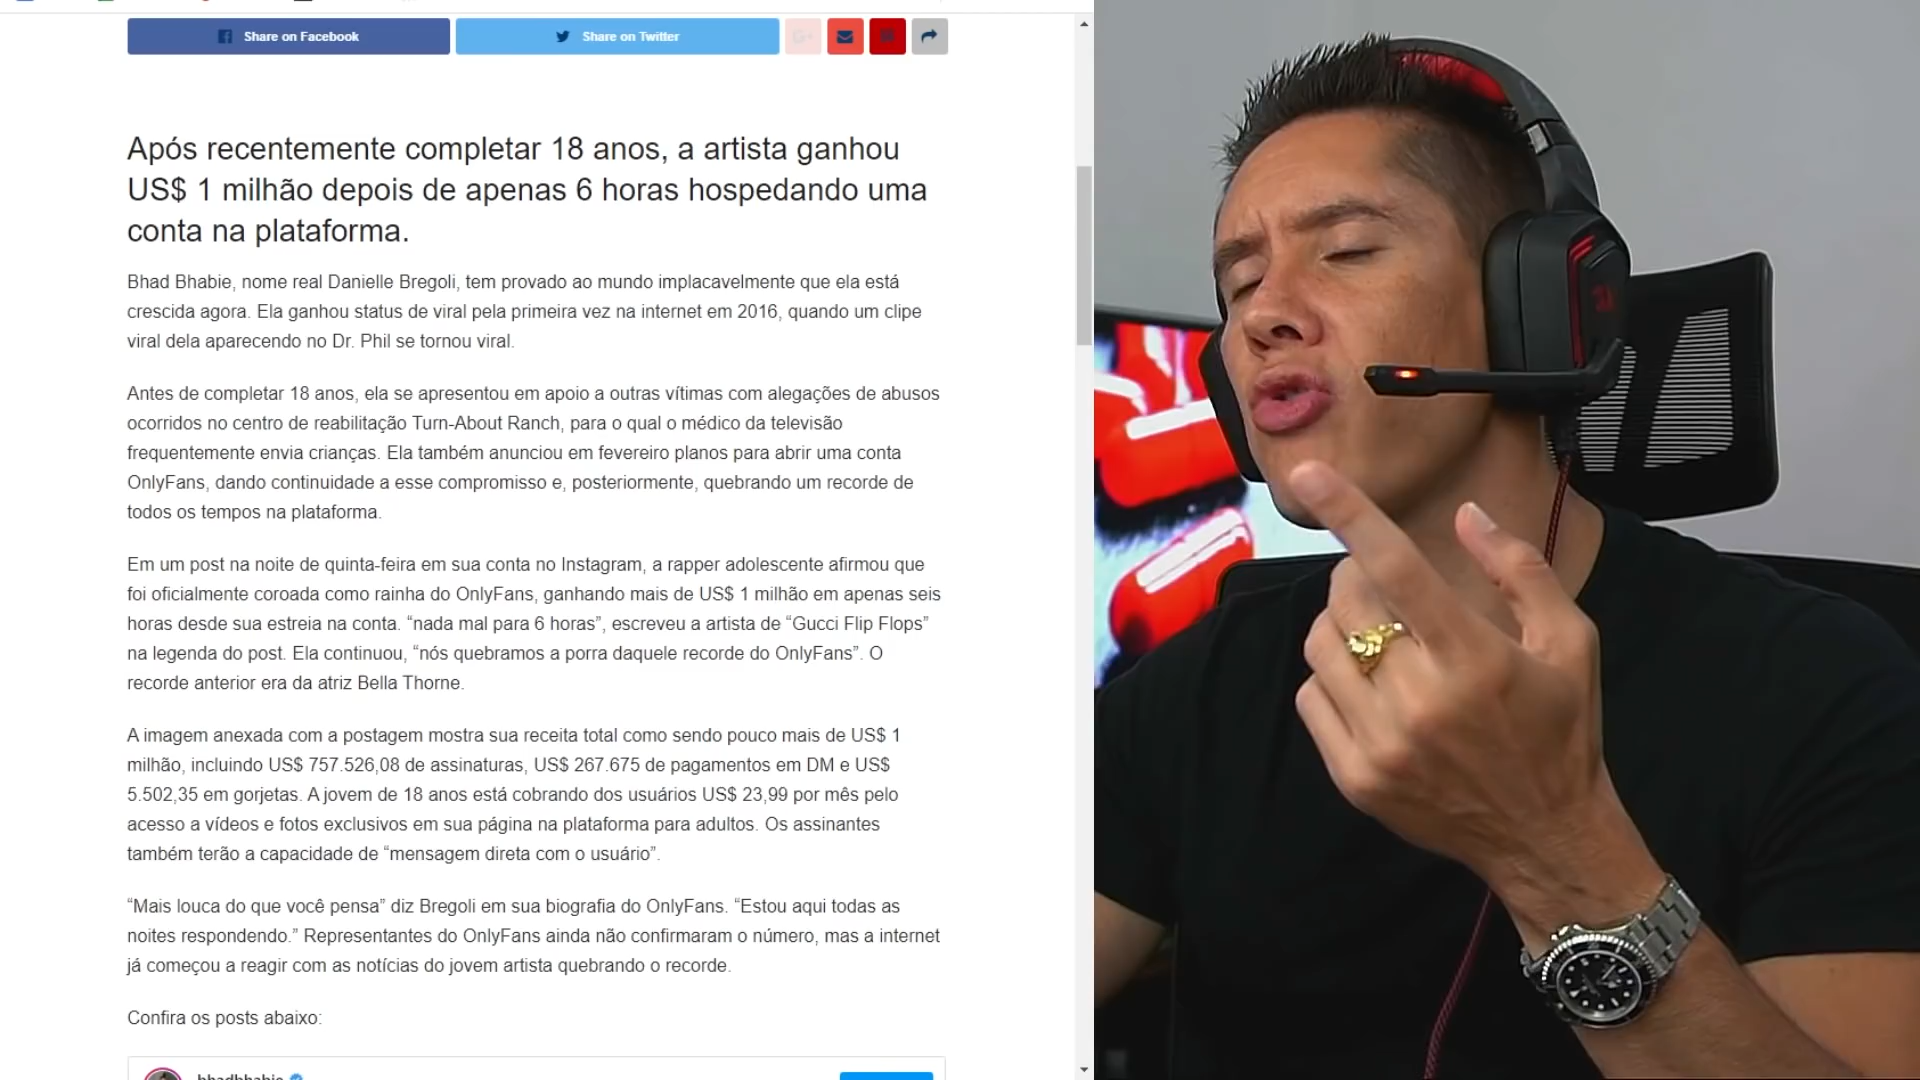 Share on Facebook
Share on Twitter
Após recentemente completar 18 anos, a artista ganhou
US$ 1 milhão depois de apenas 6 horas hospedando uma
conta na plataforma.
Bhad Bhabie, nome real Danielle Bregoli, tem provado ao mundo implacavelmente que ela está
crescida agora. Ela ganhou status de viral pela primeira vez na internet em 2016, quando um clipe
viral dela aparecendo no Dr. Phil se tornou viral.
Antes de completar 18 anos, ela se apresentou em apoio a outras vítimas com alegações de abusos
ocorridos no centro de reabilitação Turn-About Ranch, para o qual o médico da televisão
frequentemente envia crianças. Ela também anunciou em fevereiro planos para abrir uma conta
OnlyFans, dando continuidade a esse compromisso e, posteriormente, quebrando um recorde de
todos os tempos na plataforma.
Em um post na noite de quinta-feira em sua conta no Instagram, a rapper adolescente afirmou que
foi oficialmente coroada como rainha do OnlyFans, ganhando mais de US$ 1 milhão em apenas seis
horas desde sua estreia na conta. “nada mal para 6 horas”, escreveu a artista de “Gucci Flip Flops”
na legenda do post. Ela continuou, “nós quebramos a porra daquele recorde do OnlyFans”. O
recorde anterior era da atriz Bella Thorne.
A imagem anexada com a postagem mostra sua receita total como sendo pouco mais de US$ 1
milhão, incluindo US$ 757.526,08 de assinaturas, US$ 267.675 de pagamentos em DM e US$
5.502,35 em gorjetas. A jovem de 18 anos está cobrando dos usuários US$ 23,99 por mês pelo
acesso a vídeos e fotos exclusivos em sua página na plataforma para adultos. Os assinantes
também terão a capacidade de “mensagem direta com o usuário”.
“Mais louca do que você pensa” diz Bregoli em sua biografia do OnlyFans. “Estou aqui todas as
noites respondendo.” Representantes do OnlyFans ainda não confirmaram o número, mas a internet
já começou a reagir com as notícias do jovem artista quebrando o recorde.
Confira os posts abaixo:
bhadbhabie